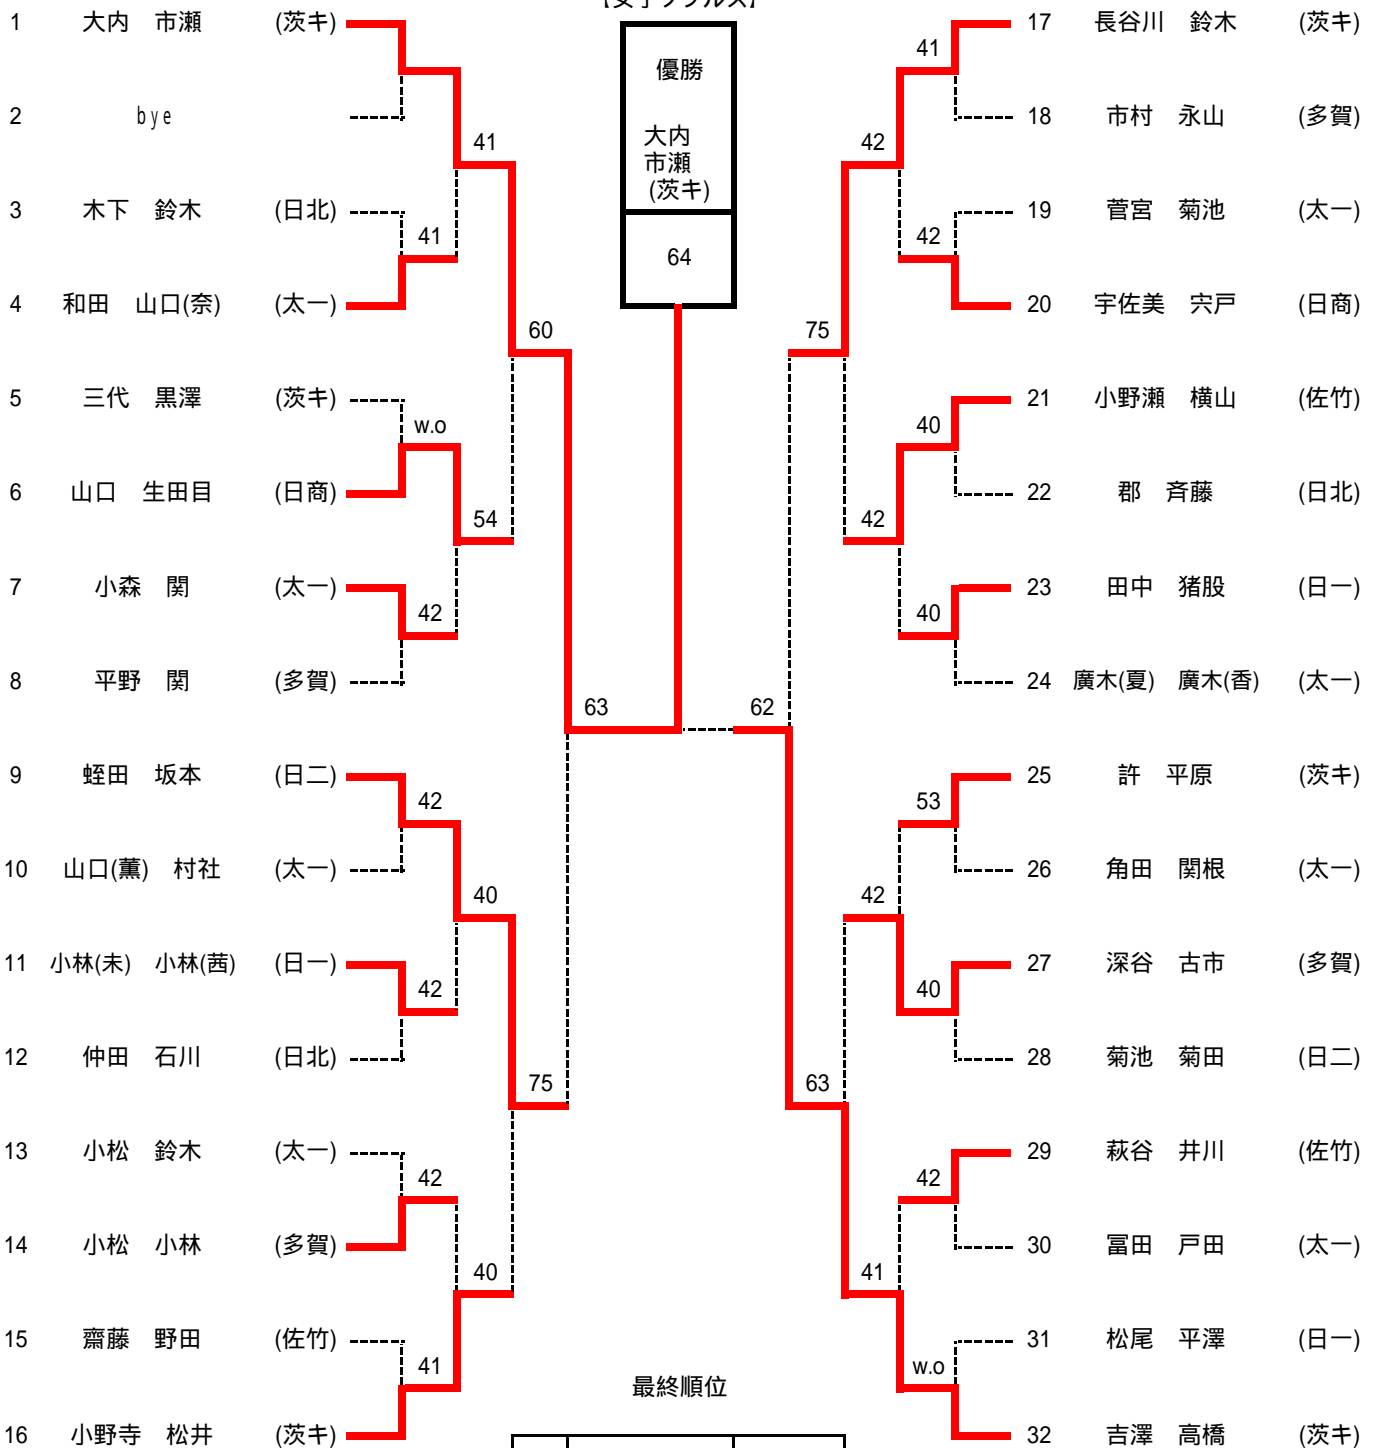 1 大内 市瀬 (茨キ)
2 bye
3 木下 鈴木 (日北)
4 和田 山口(奈) (太一)
5 三代 黒澤 (茨キ)
6 山口 生田目 (日商)
7 小森 関 (太一)
8 平野 関 (多賀)
9 蛭田 坂本 (日二)
10 山口(薫) 村社 (太一)
11 小林(未) 小林(茜) (日一)
12 仲田 石川 (日北)
13 小松 鈴木 (太一)
14 小松 小林 (多賀)
15 齋藤 野田 (佐竹)
16 小野寺 松井 (茨キ)
41
41
w.o
42
42
42
42
41
41
54
40
40
60
75
63
優勝
大内
市瀬
(茨キ)
64
最終順位
62
75
63
42
42
42
41
41
42
40
40
53
40
42
w.o
17 長谷川 鈴木 (茨キ)
18 市村 永山 (多賀)
19 菅宮 菊池 (太一)
20 宇佐美 宍戸 (日商)
21 小野瀬 横山 (佐竹)
22 郡 斉藤 (日北)
23 田中 猪股 (日一)
24 廣木(夏) 廣木(香) (太一)
25 許 平原 (茨キ)
26 角田 関根 (太一)
27 深谷 古市 (多賀)
28 菊池 菊田 (日二)
29 萩谷 井川 (佐竹)
30 冨田 戸田 (太一)
31 松尾 平澤 (日一)
32 吉澤 高橋 (茨キ)